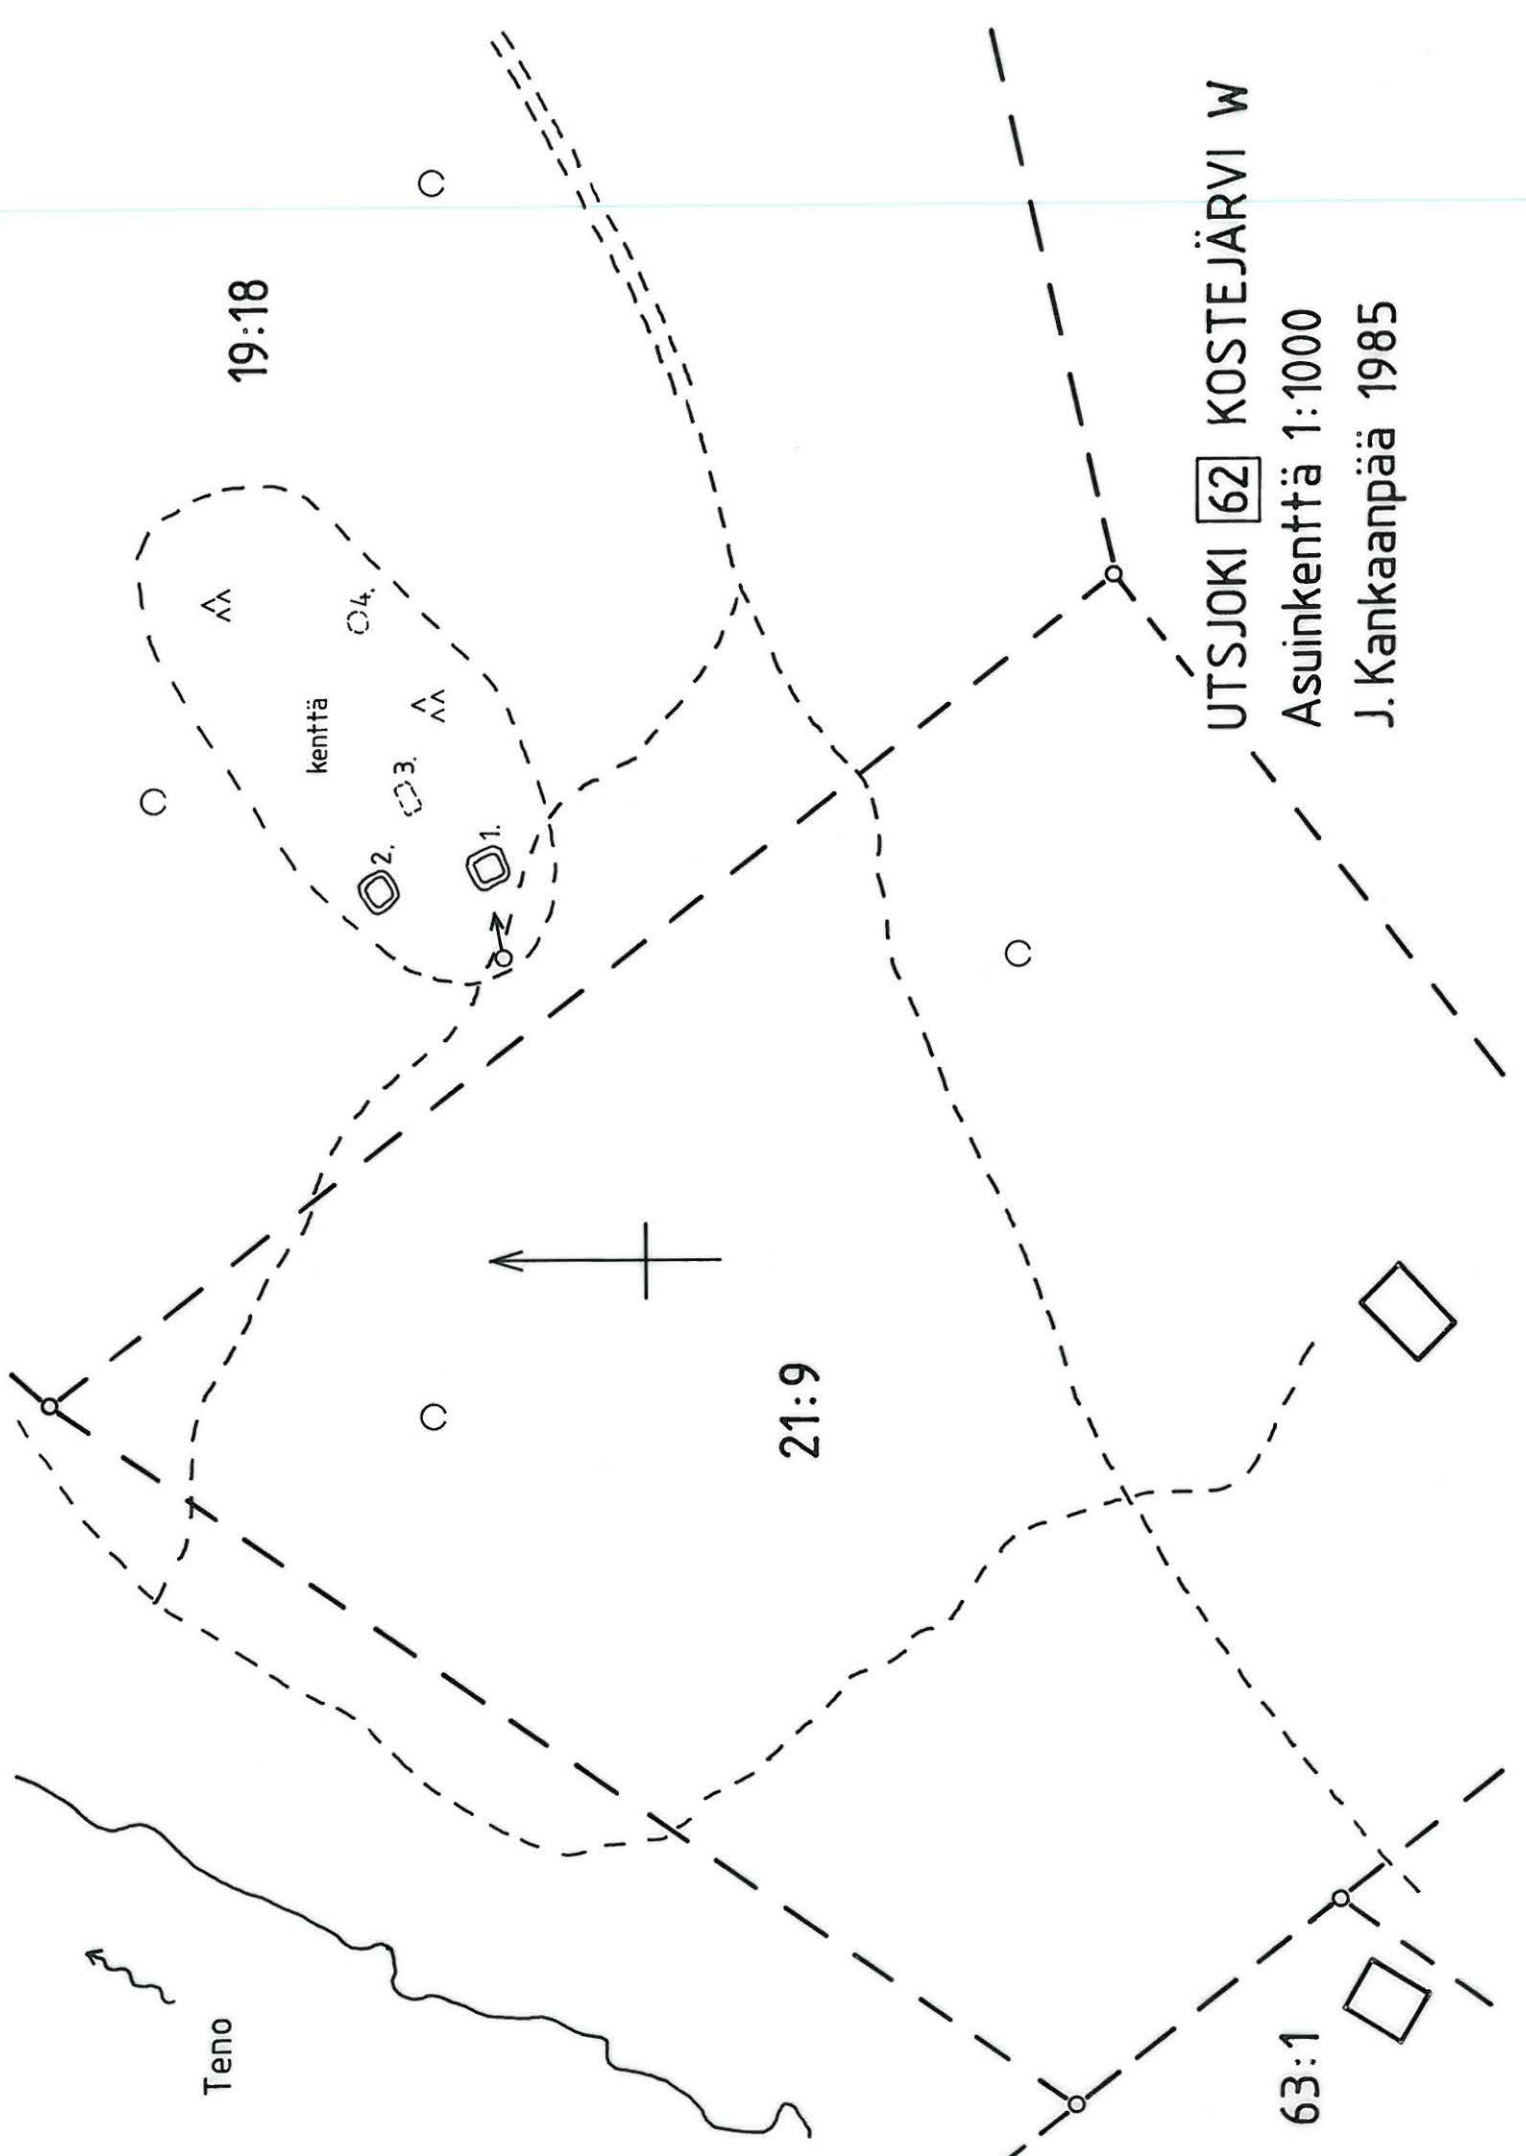 Teno
63:1
21:9
kenttä
1.
2.
3.
4.
19:18
UTSJOKI 62 KOSTEJÄRVI W
Asuinkenttä 1:1000
J. Kankaanpää 1985